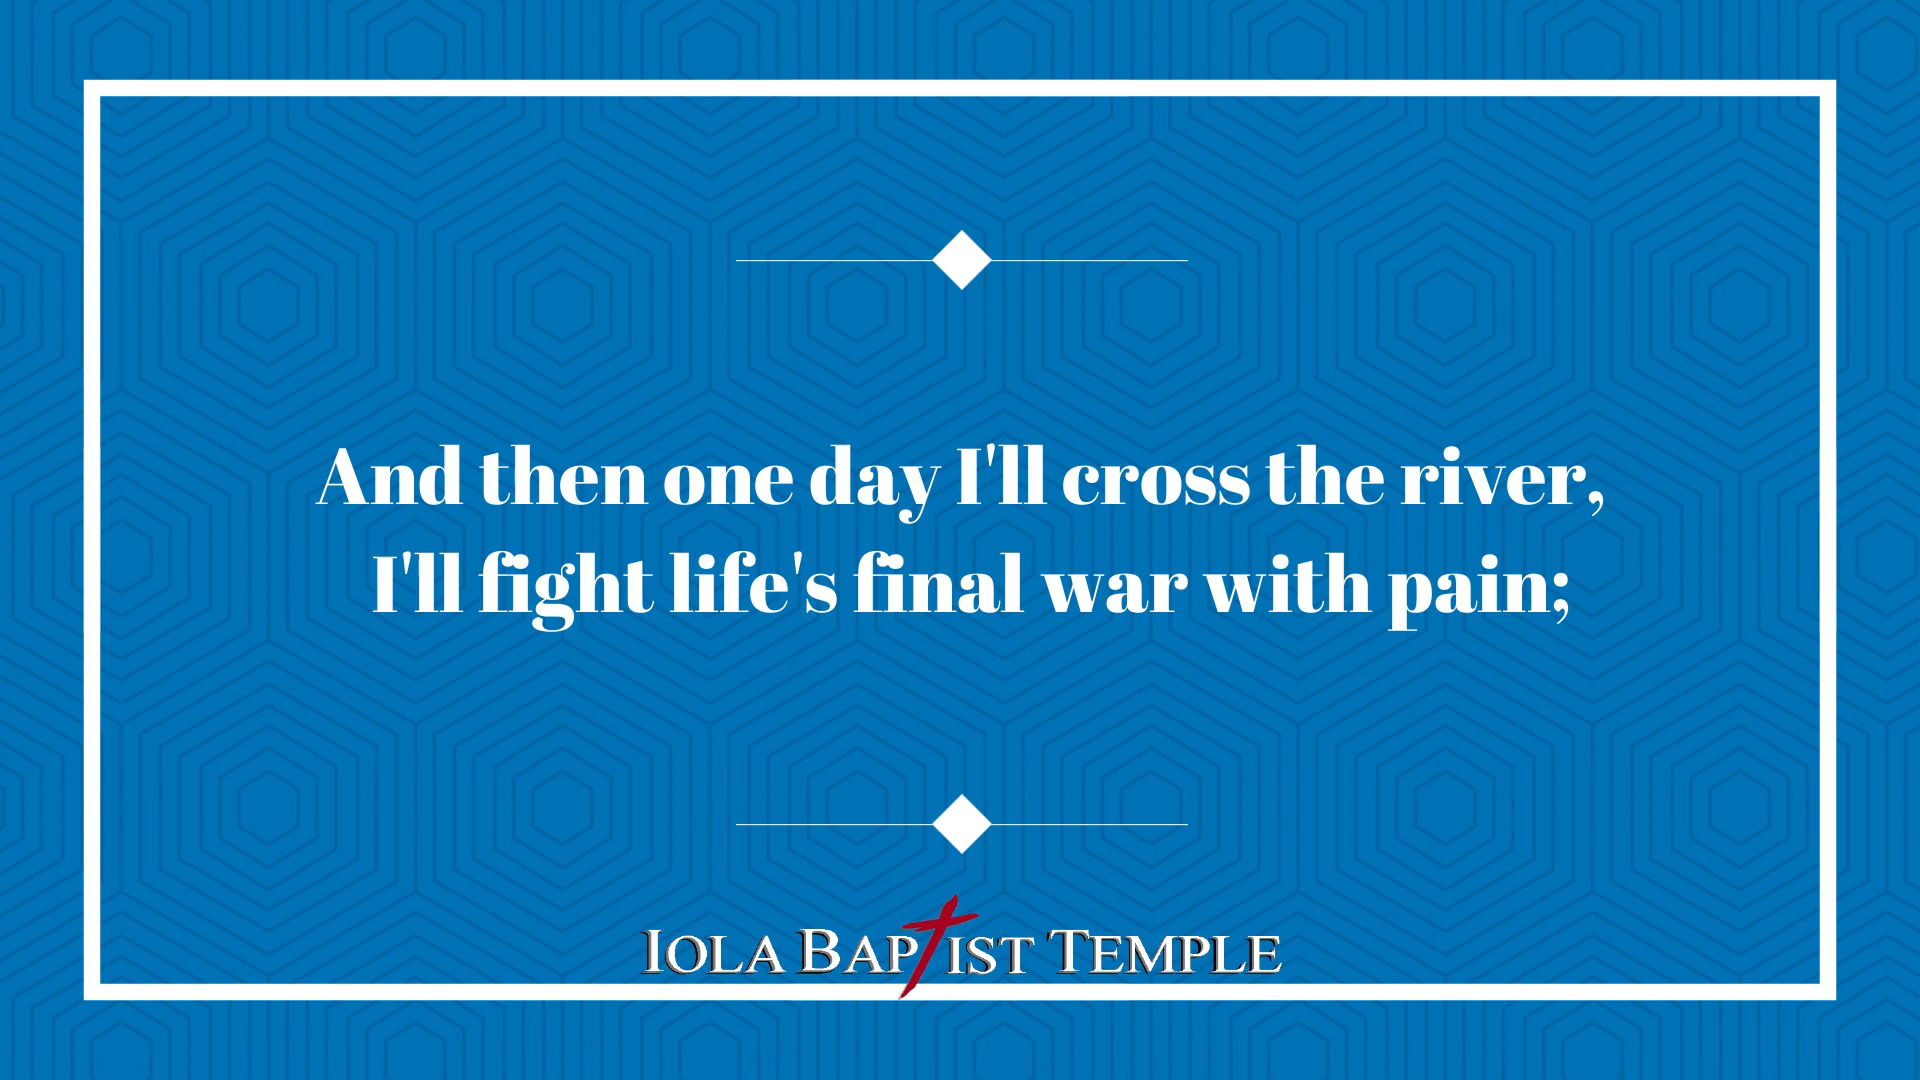 And then one day I'll cross the river,
I'll fight life's final war with pain;
IOLA BAPTIST TEMPLE